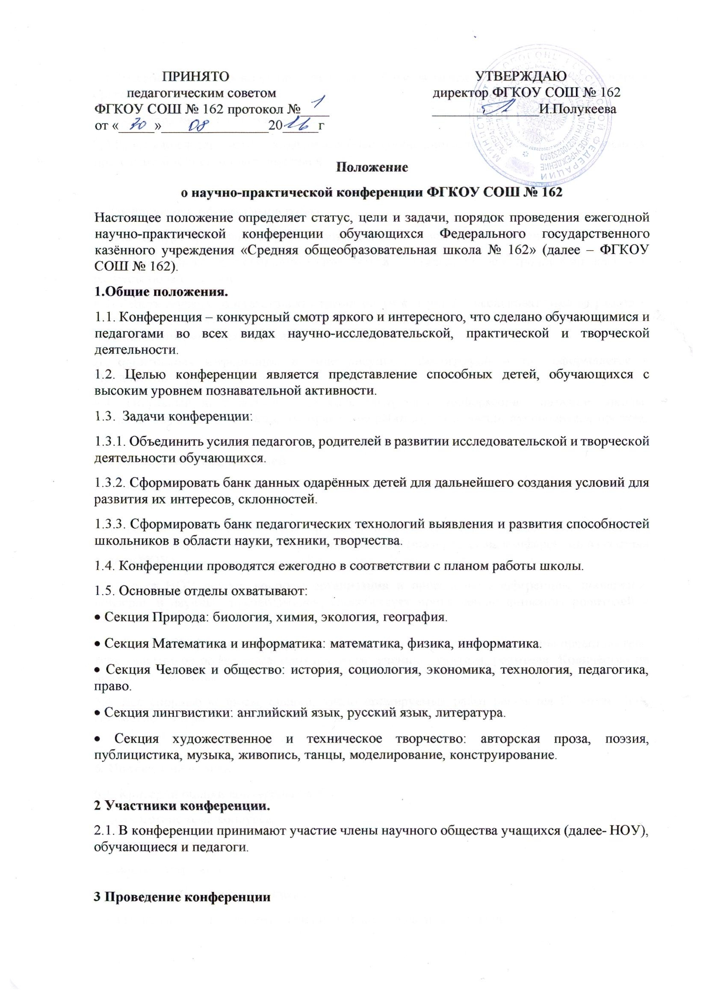 ПРИНЯТО
педагогическим советом
ФГКОУ СОШ № 162 протокол № 1
от « 30 » 08 2016 г
УТВЕРЖДАЮ
директор ФГКОУ СОШ № 162
И.Полукеева
Положение
о научно-практической конференции ФГКОУ СОШ № 162
Настоящее положение определяет статус, цели и задачи, порядок проведения ежегодной
научно-практической конференции обучающихся Федерального государственного
казённого учреждения «Средняя общеобразовательная школа № 162» (далее – ФГКОУ
СОШ № 162).
1.Общие положения.
1.1. Конференция – конкурсный смотр яркого и интересного, что сделано обучающимися и
педагогами во всех видах научно-исследовательской, практической и творческой
деятельности.
1.2. Целью конференции является представление способных детей, обучающихся с
высоким уровнем познавательной активности.
1.3. Задачи конференции:
1.3.1. Объединить усилия педагогов, родителей в развитии исследовательской и творческой
деятельности обучающихся.
1.3.2. Сформировать банк данных одарённых детей для дальнейшего создания условий для
развития их интересов, склонностей.
1.3.3. Сформировать банк педагогических технологий выявления и развития способностей
школьников в области науки, техники, творчества.
1.4. Конференции проводятся ежегодно в соответствии с планом работы школы.
1.5. Основные отделы охватывают:
• Секция Природа: биология, химия, экология, география.
• Секция Математика и информатика: математика, физика, информатика.
• Секция Человек и общество: история, социология, экономика, технология, педагогика,
право.
• Секция лингвистики: английский язык, русский язык, литература.
• Секция художественное и техническое творчество: авторская проза, поэзия,
публицистика, музыка, живопись, танцы, моделирование, конструирование.
2 Участники конференции.
2.1. В конференции принимают участие члены научного общества учащихся (далее- НОУ),
обучающиеся и педагоги.
3 Проведение конференции